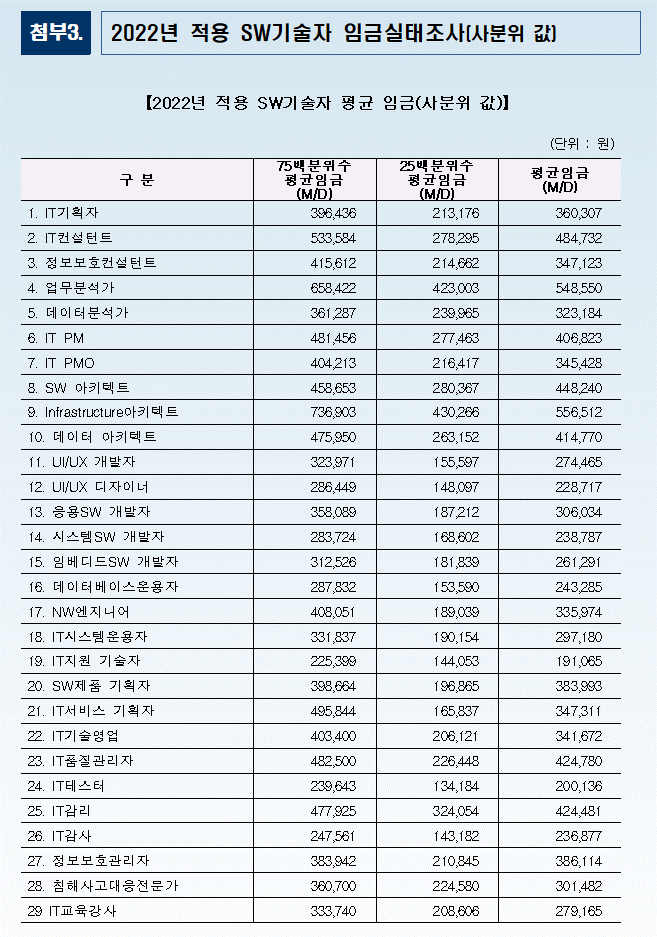 첨부3.
2022년 적용 SW기술자 임금실태조사(사분위 값)
【2022년 적용 SW기술자 평균 임금(사분위 값)】
(단위 : 원)
구 분 75백분위수 평균임금 (M/D) 25백분위수 평균임금 (M/D) 평균임금 (M/D)
1. IT기획자 396,436 213,176 360,307
2. IT컨설턴트 533,584 278,295 484,732
3. 정보보호컨설턴트 415,612 214,662 347,123
4. 업무분석가 658,422 423,003 548,550
5. 데이터분석가 361,287 239,965 323,184
6. IT PM 481,456 277,463 406,823
7. IT PMO 404,213 216,417 345,428
8. SW 아키텍트 458,653 280,367 448,240
9. Infrastructure아키텍트 736,903 430,266 556,512
10. 데이터 아키텍트 475,950 263,152 414,770
11. UI/UX 개발자 323,971 155,597 274,465
12. UI/UX 디자이너 286,449 148,097 228,717
13. 응용SW 개발자 358,089 187,212 306,034
14. 시스템SW 개발자 283,724 168,602 238,787
15. 임베디드SW 개발자 312,526 181,839 261,291
16. 데이터베이스운용자 287,832 153,590 243,285
17. NW엔지니어 408,051 189,039 335,974
18. IT시스템운용자 331,837 190,154 297,180
19. IT지원 기술자 225,399 144,053 191,065
20. SW제품 기획자 398,664 196,865 383,993
21. IT서비스 기획자 495,844 165,837 347,311
22. IT기술영업 403,400 206,121 341,672
23. IT품질관리자 482,500 226,448 424,780
24. IT테스터 239,643 134,184 200,136
25. IT감리 477,925 324,054 424,481
26. IT감사 247,561 143,182 236,877
27. 정보보호관리자 383,942 210,845 386,114
28. 침해사고대응전문가 360,700 224,580 301,482
29 IT교육강사 333,740 208,606 279,165